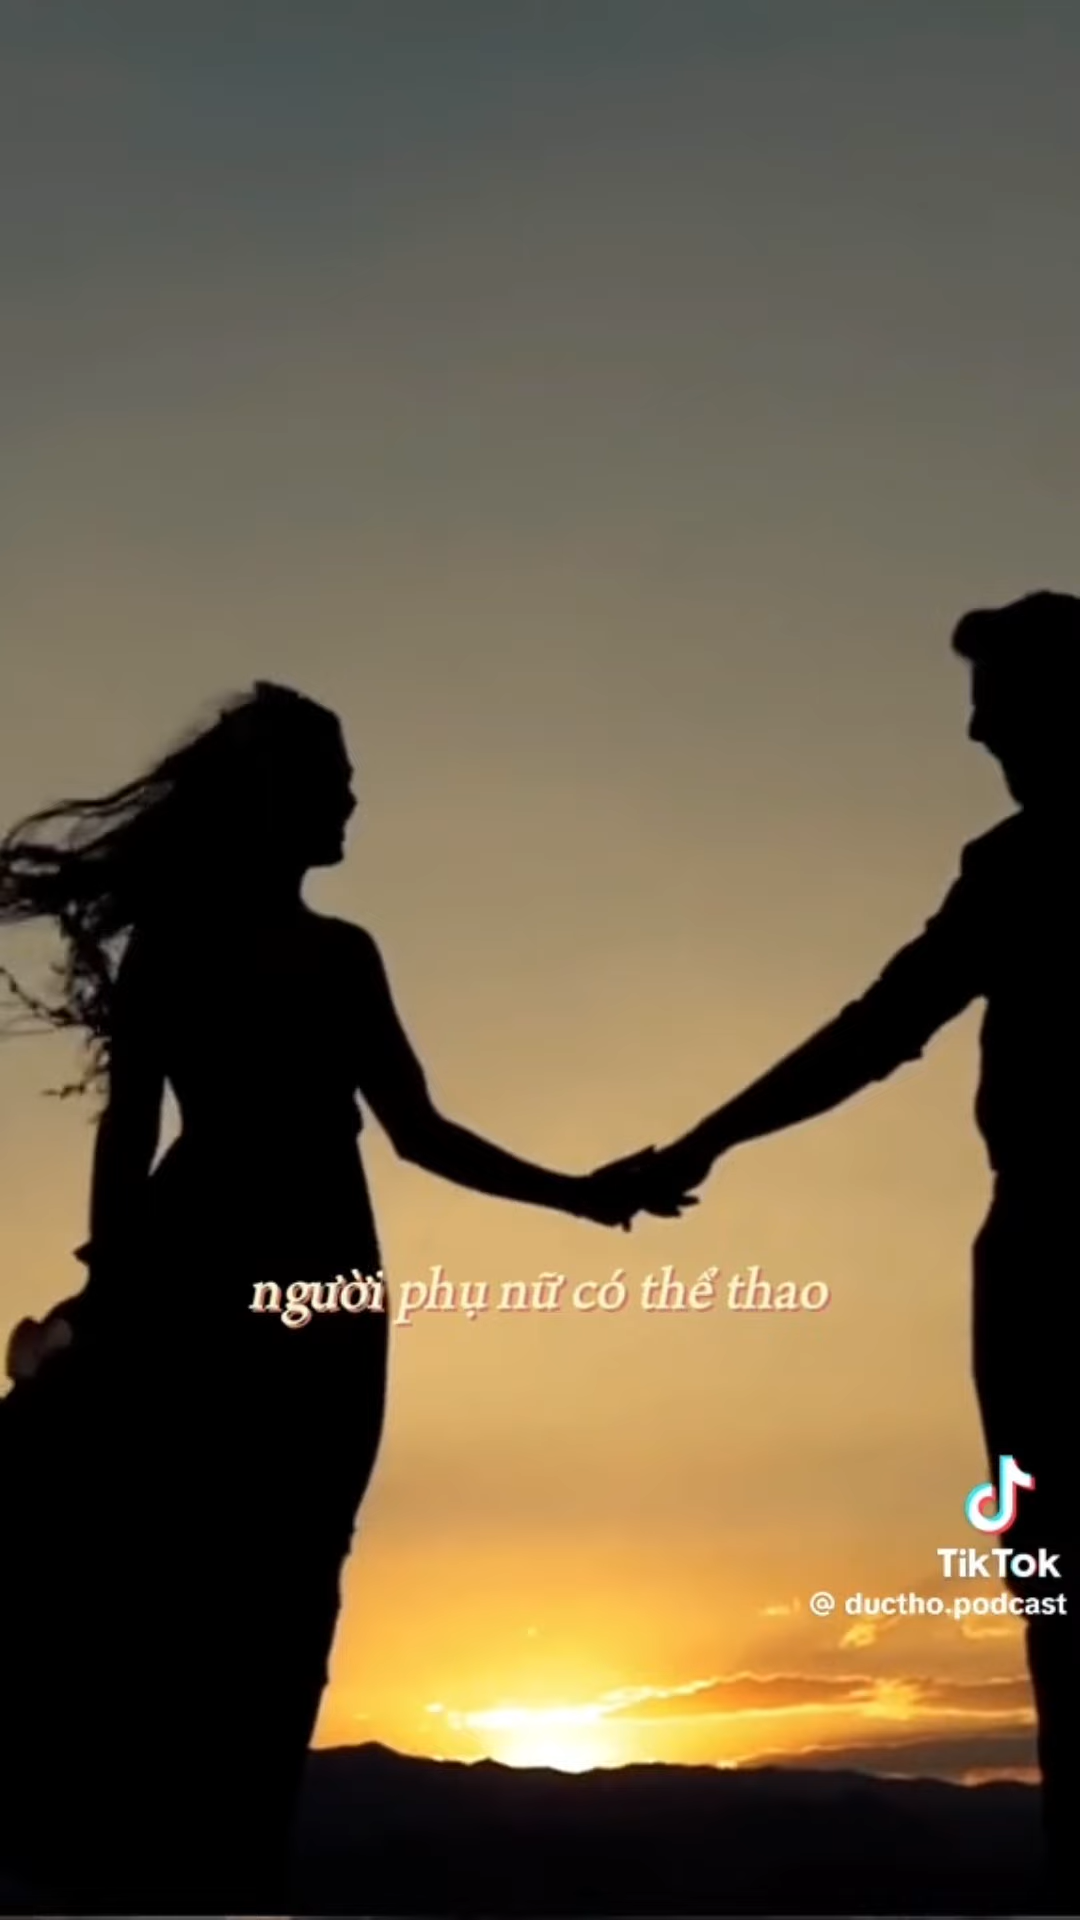 người phụ nữ có thể thao
TikTok
@ ductho.podcast